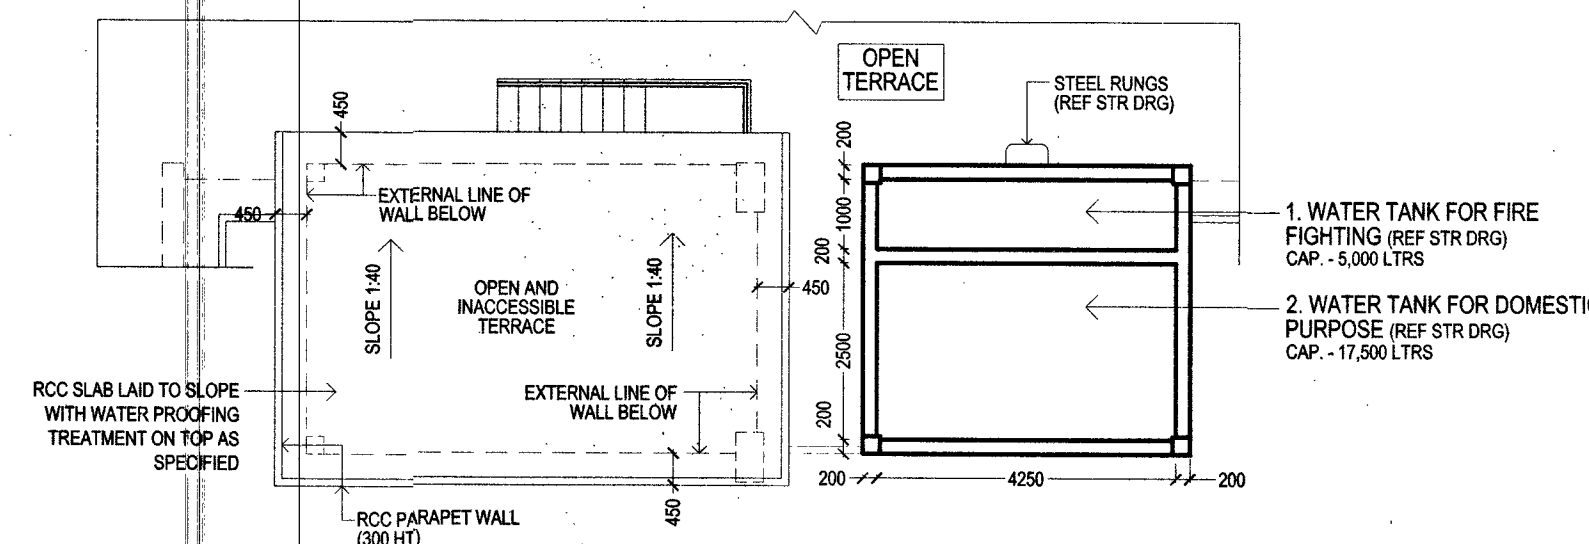 OPEN
TERRACE
STEEL RUNGS
(REF STR DRG)
450
200
EXTERNAL LINE OF
WALL BELOW
450
1000
1. WATER TANK FOR FIRE
FIGHTING (REF STR DRG)
CAP. - 5,000 LTRS
200
SLOPE 1:40
OPEN AND
INACCESSIBLE
TERRACE
SLOPE 1:40
450
2. WATER TANK FOR DOMESTI
PURPOSE (REF STR DRG)
CAP. - 17,500 LTRS
2500
RCC SLAB LAID TO SLOPE
WITH WATER PROOFING
TREATMENT ON TOP AS
SPECIFIED
EXTERNAL LINE OF
WALL BELOW
200
200
4250
200
450
RCC PARAPET WALL
(300 HT)